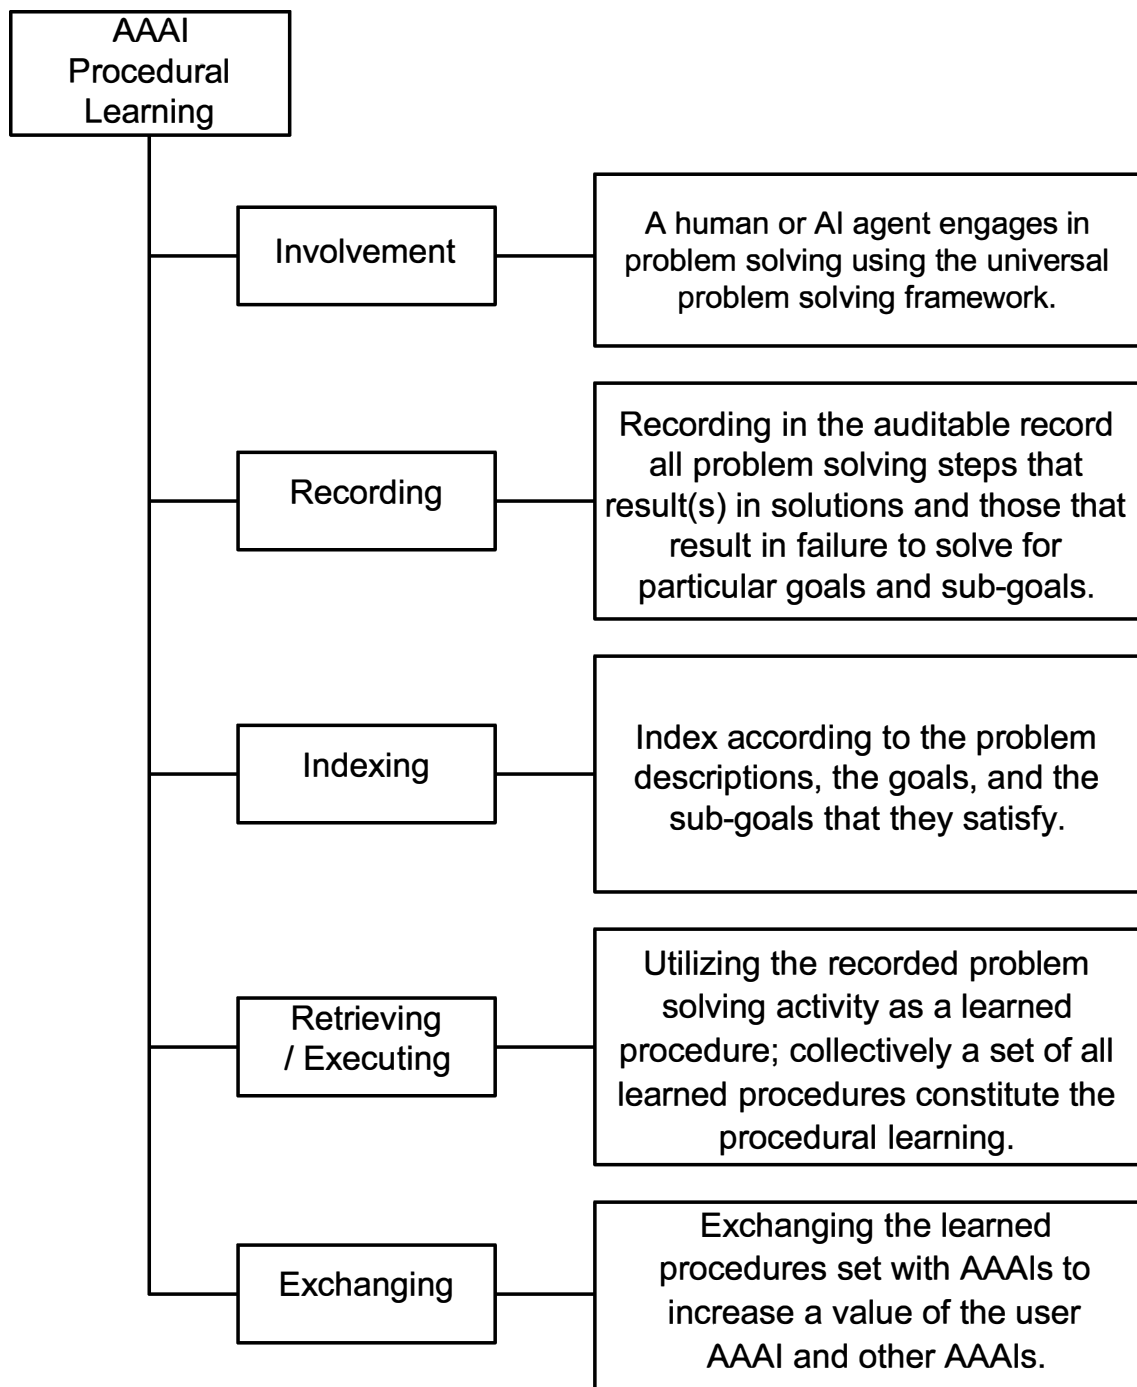 AAAI
Procedural
Learning
Involvement
A human or AI agent engages in
problem solving using the universal
problem solving framework.
Recording
Recording in the auditable record
all problem solving steps that
result(s) in solutions and those that
result in failure to solve for
particular goals and sub-goals.
Indexing
Index according to the problem
descriptions, the goals, and the
sub-goals that they satisfy.
Retrieving
/ Executing
Utilizing the recorded problem
solving activity as a learned
procedure; collectively a set of all
learned procedures constitute the
procedural learning.
Exchanging
Exchanging the learned
procedures set with AAAIs to
increase a value of the user
AAAI and other AAAIs.